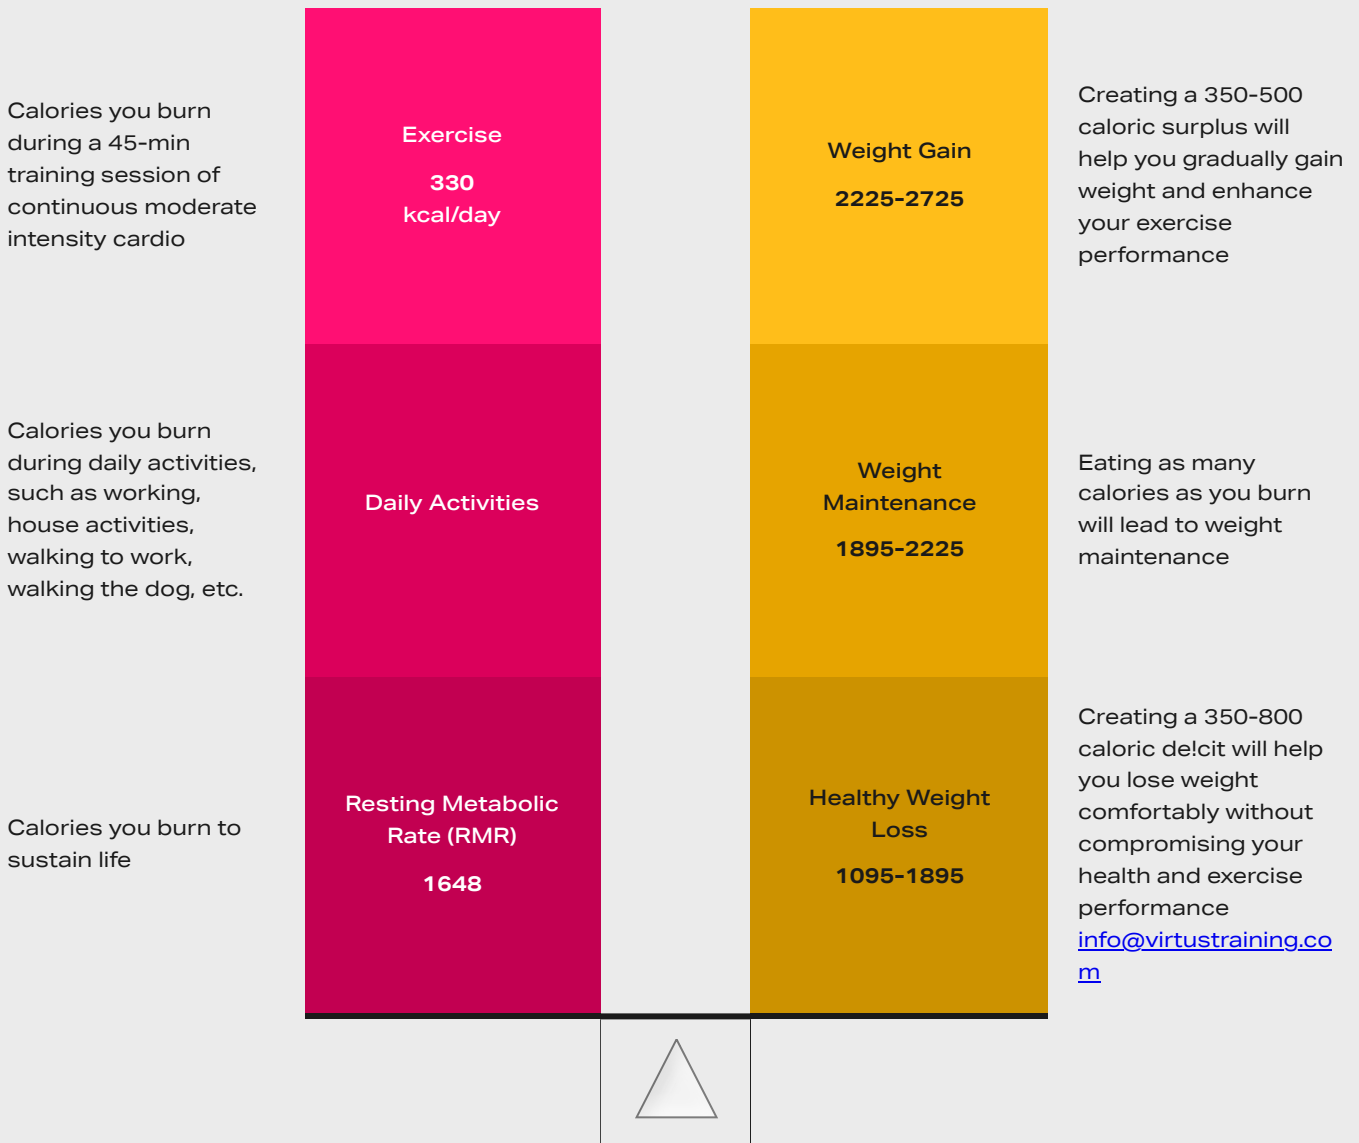 Calories you burn
during a 45-min
training session of
continuous moderate
intensity cardio
Exercise
330
kcal/day
Weight Gain
2225-2725
Creating a 350-500
caloric surplus will
help you gradually gain
weight and enhance
your exercise
performance
Calories you burn
during daily activities,
such as working,
house activities,
walking to work,
walking the dog, etc.
Daily Activities
Weight
Maintenance
1895-2225
Eating as many
calories as you burn
will lead to weight
maintenance
Calories you burn to
sustain life
Resting Metabolic
Rate (RMR)
1648
Healthy Weight
Loss
1095-1895
Creating a 350-800
caloric de!cit will help
you lose weight
comfortably without
compromising your
health and exercise
performance
info@virtustraining.co
m